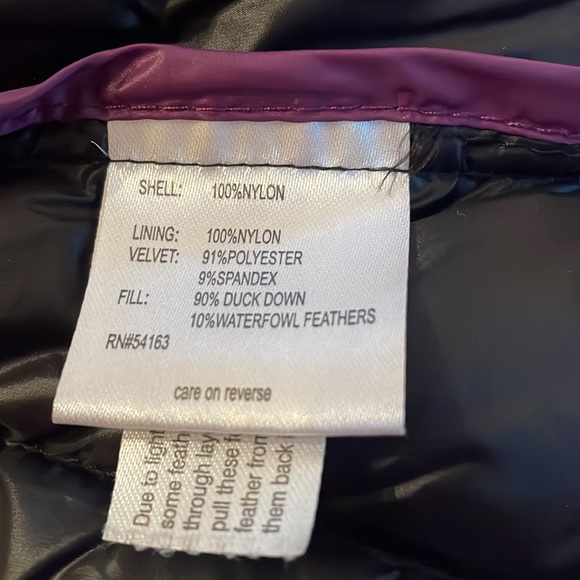 SHELL: 100%NYLON
LINING: 100%NYLON
VELVET: 91%POLYESTER
9%SPANDEX
FILL: 90% DUCK DOWN
10%WATERFOWL FEATHERS
RN#54163
care on reverse
Due to light
some feath
through lay
pull these f
feather from
them back